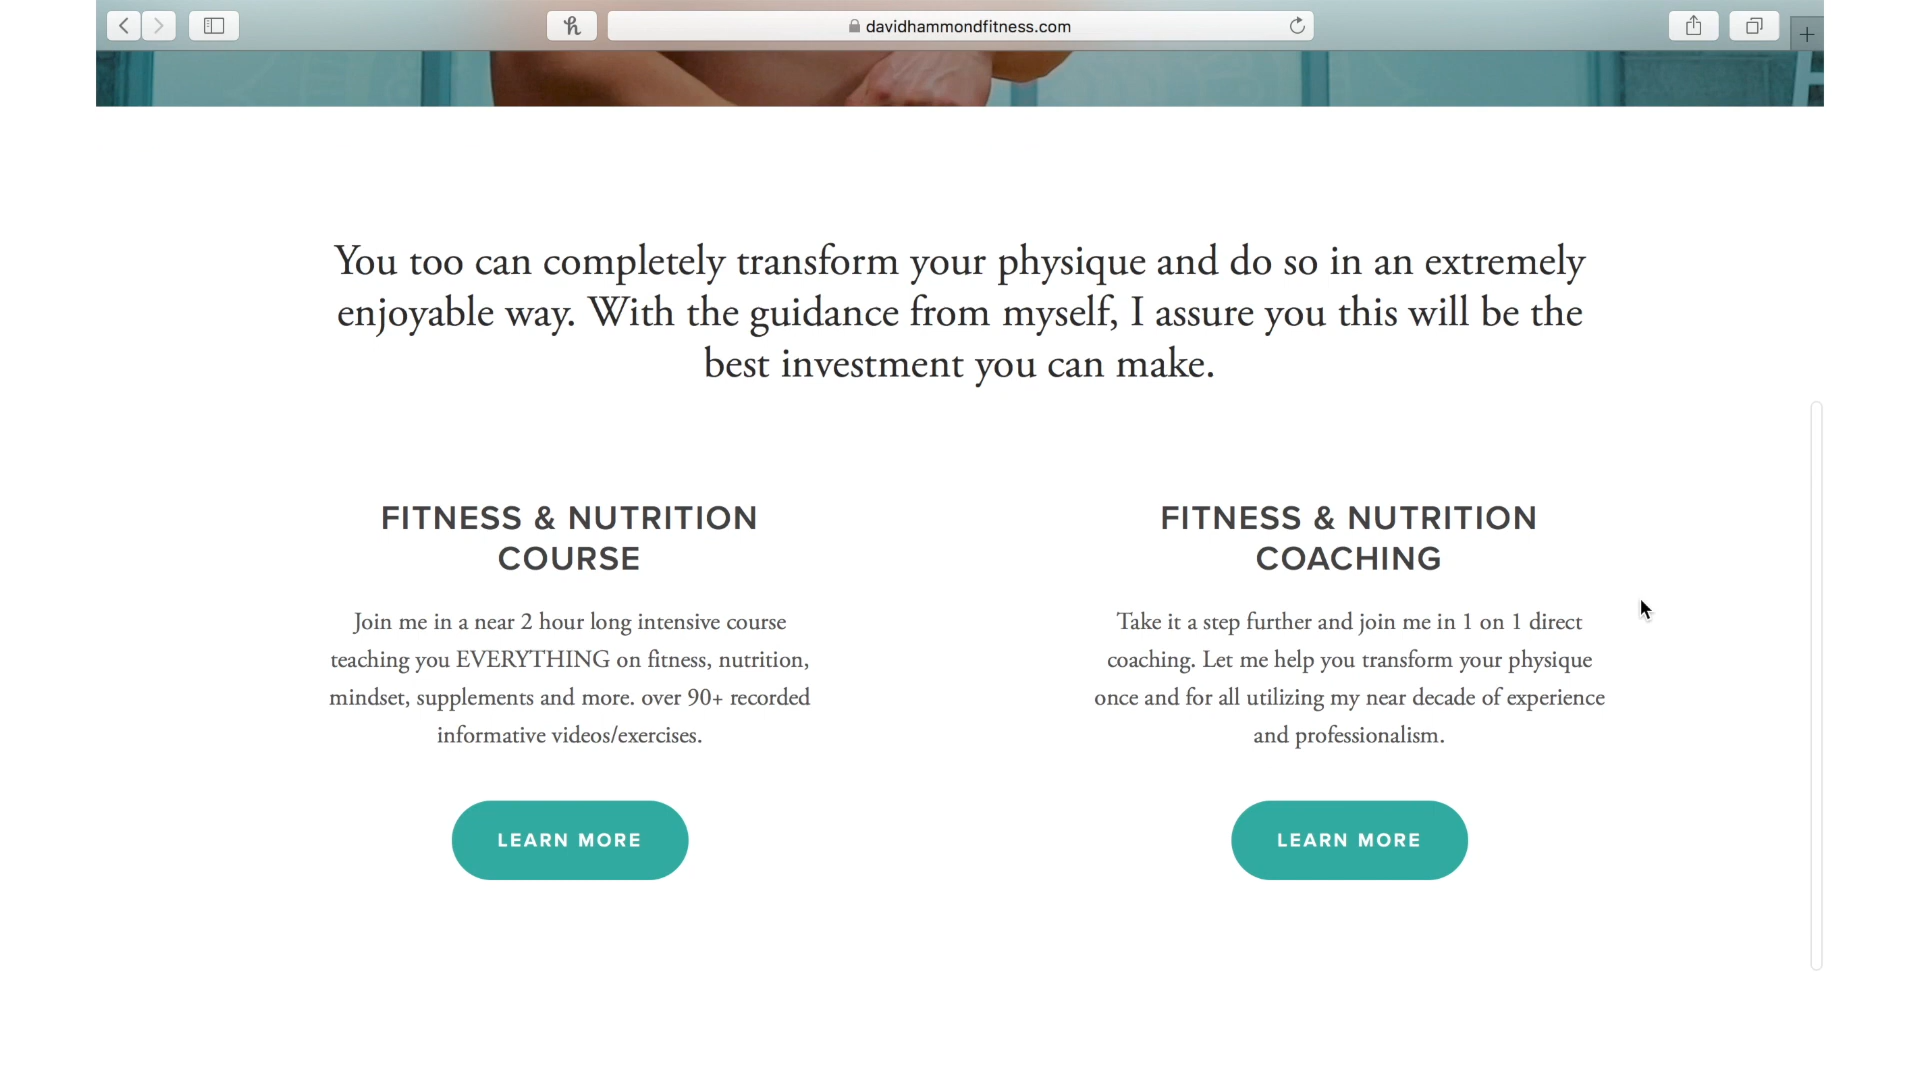 davidhammondfitness.com
You too can completely transform your physique and do so in an extremely
enjoyable way. With the guidance from myself, I assure you this will be the
best investment you can make.
FITNESS & NUTRITION
COURSE
Join me in a near 2 hour long intensive course
teaching you EVERYTHING on fitness, nutrition,
mindset, supplements and more. over 90+ recorded
informative videos/exercises.
LEARN MORE
FITNESS & NUTRITION
COACHING
Take it a step further and join me in 1 on 1 direct
coaching. Let me help you transform your physique
once and for all utilizing my near decade of experience
and professionalism.
LEARN MORE